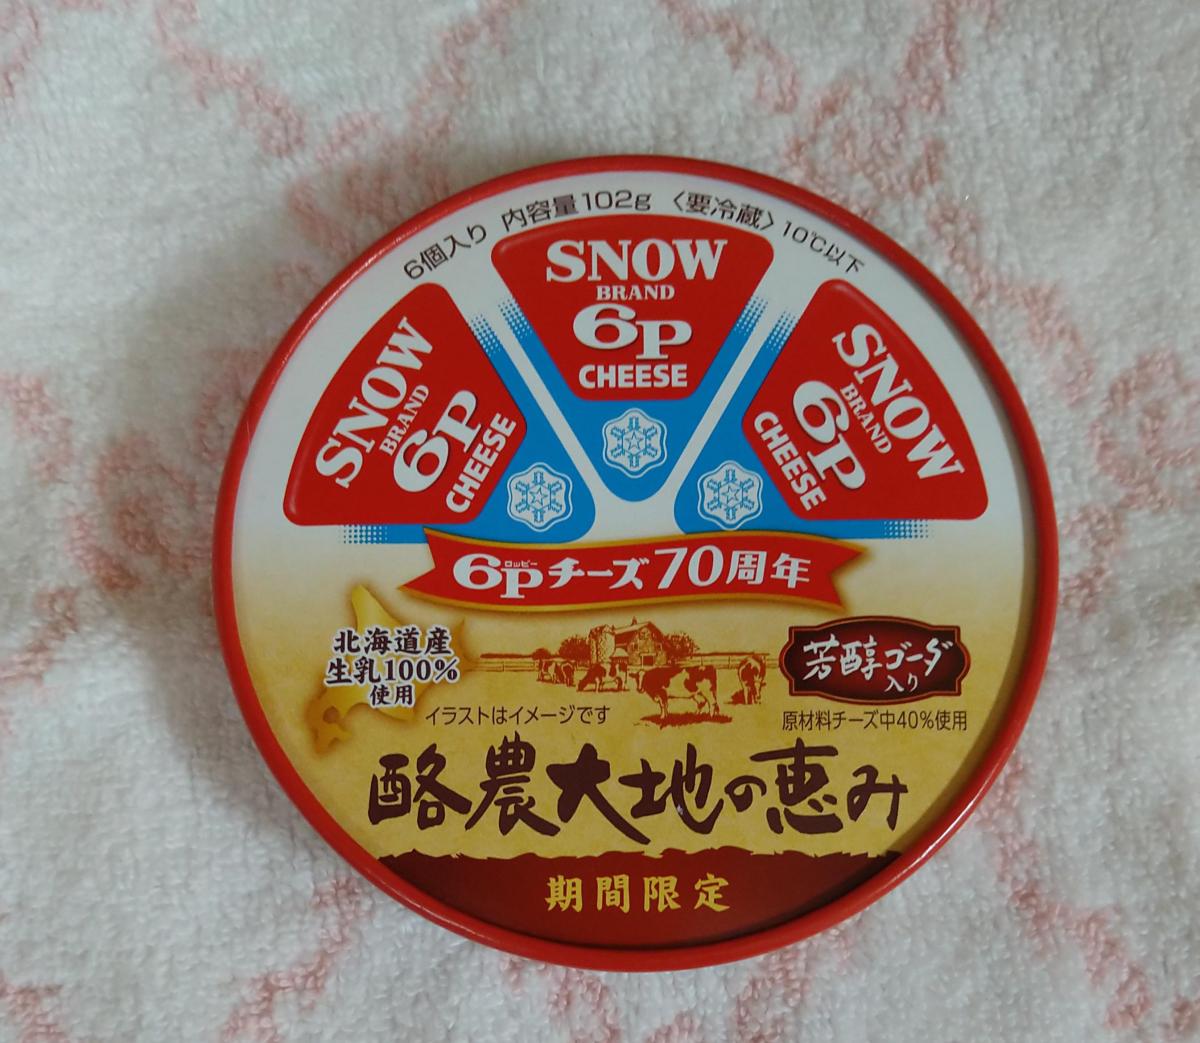 6個入り 内容量102g 〈要冷蔵〉10℃以下
SNOW
BRAND
6P
CHEESE
SNOW
BRAND
6P
CHEESE
SNOW
BRAND
6P
CHEESE
ロッピー
6Pチーズ70周年
北海道産
生乳100%
使用
イラストはイメージです
芳醇ゴーダ
入り
原材料チーズ中40%使用
酪農大地の恵み
期間限定